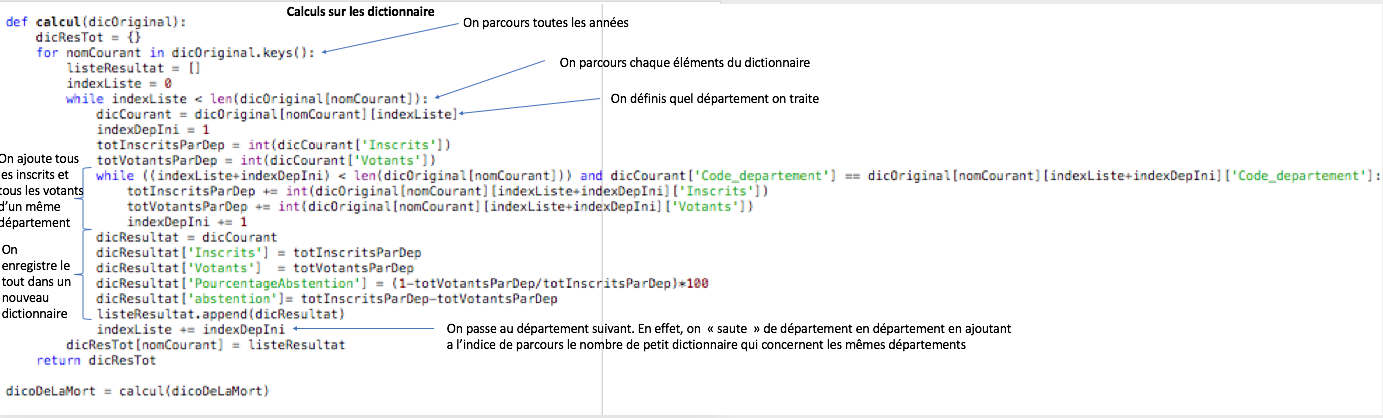 Calculs sur les dictionnaire
def calcul(dicOriginal):
On parcours toutes les années
dicResTot = {}
for nomCourant in dicOriginal.keys():
listeResultat = []
On parcours chaque éléments du dictionnaire
indexListe = 0
while indexListe < len(dicOriginal[nomCourant]):
On définis quel département on traite
dicCourant = dicOriginal[nomCourant][indexListe]
indexDepIni = 1
totInscritsParDep = int(dicCourant['Inscrits'])
totVotantsParDep = int(dicCourant['Votants'])
On ajoute tous
es inscrits et
tous les votants
d'un même
département
while ((indexListe+indexDepIni) < len(dicOriginal[nomCourant])) and dicCourant['Code_departement'] == dicOriginal[nomCourant][indexListe+indexDepIni]['Code_departement']:
totInscritsParDep += int(dicOriginal[nomCourant][indexListe+indexDepIni]['Inscrits'])
totVotantsParDep += int(dicOriginal[nomCourant][indexListe+indexDepIni]['Votants'])
indexDepIni += 1
On
enregistre le
tout dans un
nouveau
dictionnaire
dicResultat = dicCourant
dicResultat['Inscrits'] = totInscritsParDep
dicResultat['Votants']  = totVotantsParDep
dicResultat['PourcentageAbstention'] = (1-totVotantsParDep/totInscritsParDep)*100
dicResultat['abstention']= totInscritsParDep-totVotantsParDep
listeResultat.append(dicResultat)
indexListe += indexDepIni
On passe au département suivant. En effet, on « saute » de département en département en ajoutant
a l'indice de parcours le nombre de petit dictionnaire qui concernent les mêmes départements
dicResTot[nomCourant] = listeResultat
return dicResTot
dicoDeLaMort = calcul(dicoDeLaMort)